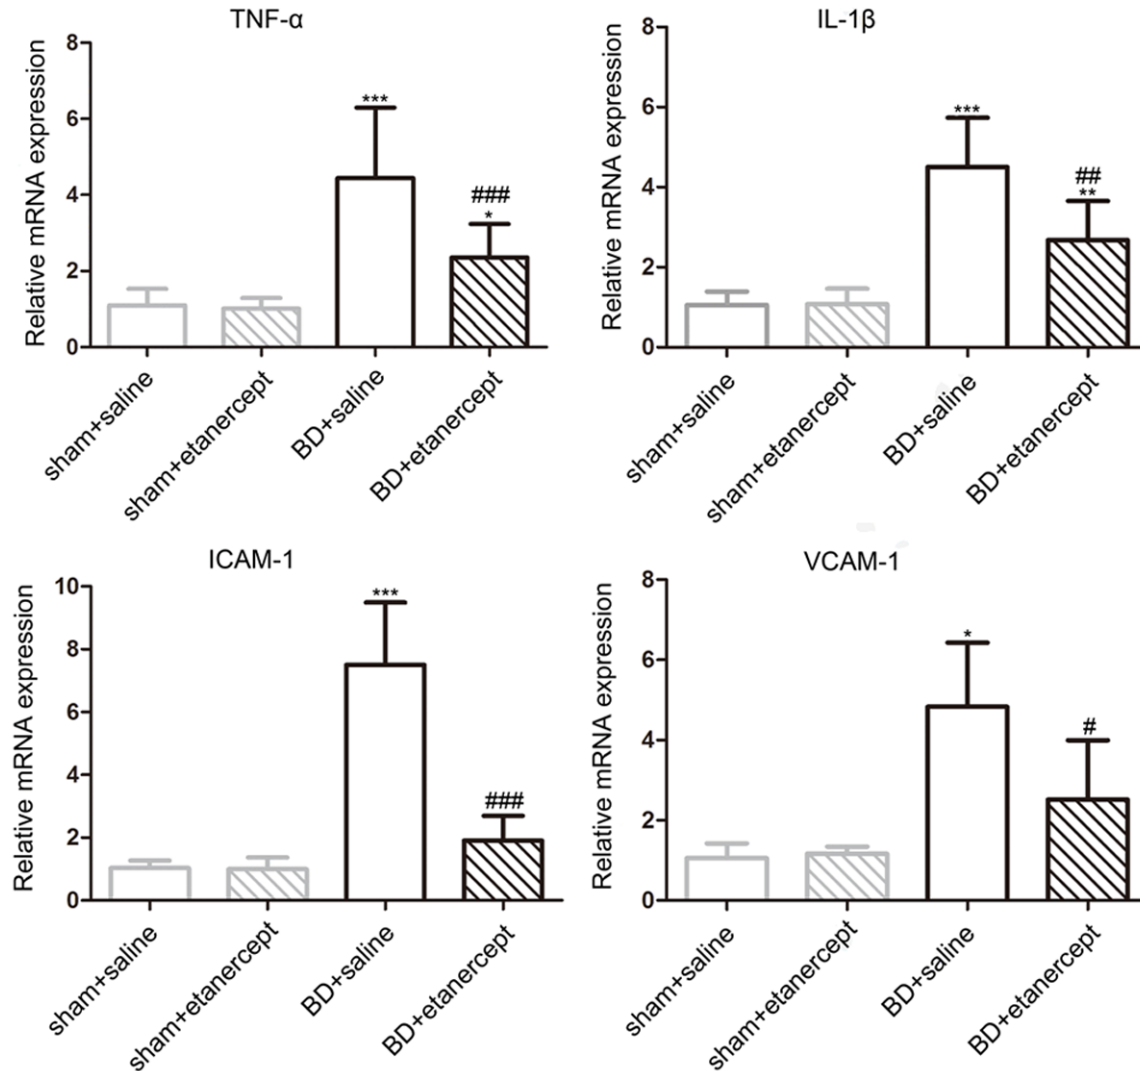 TNF-α
Relative mRNA expression
8
6
4
2
0
***
###
*
sham+saline
sham+etanercept
BD+saline
BD+etanercept
IL-1β
Relative mRNA expression
8
6
4
2
0
***
##
**
sham+saline
sham+etanercept
BD+saline
BD+etanercept
ICAM-1
Relative mRNA expression
10
8
6
4
2
0
***
###
sham+saline
sham+etanercept
BD+saline
BD+etanercept
VCAM-1
Relative mRNA expression
8
6
4
2
0
*
#
sham+saline
sham+etanercept
BD+saline
BD+etanercept